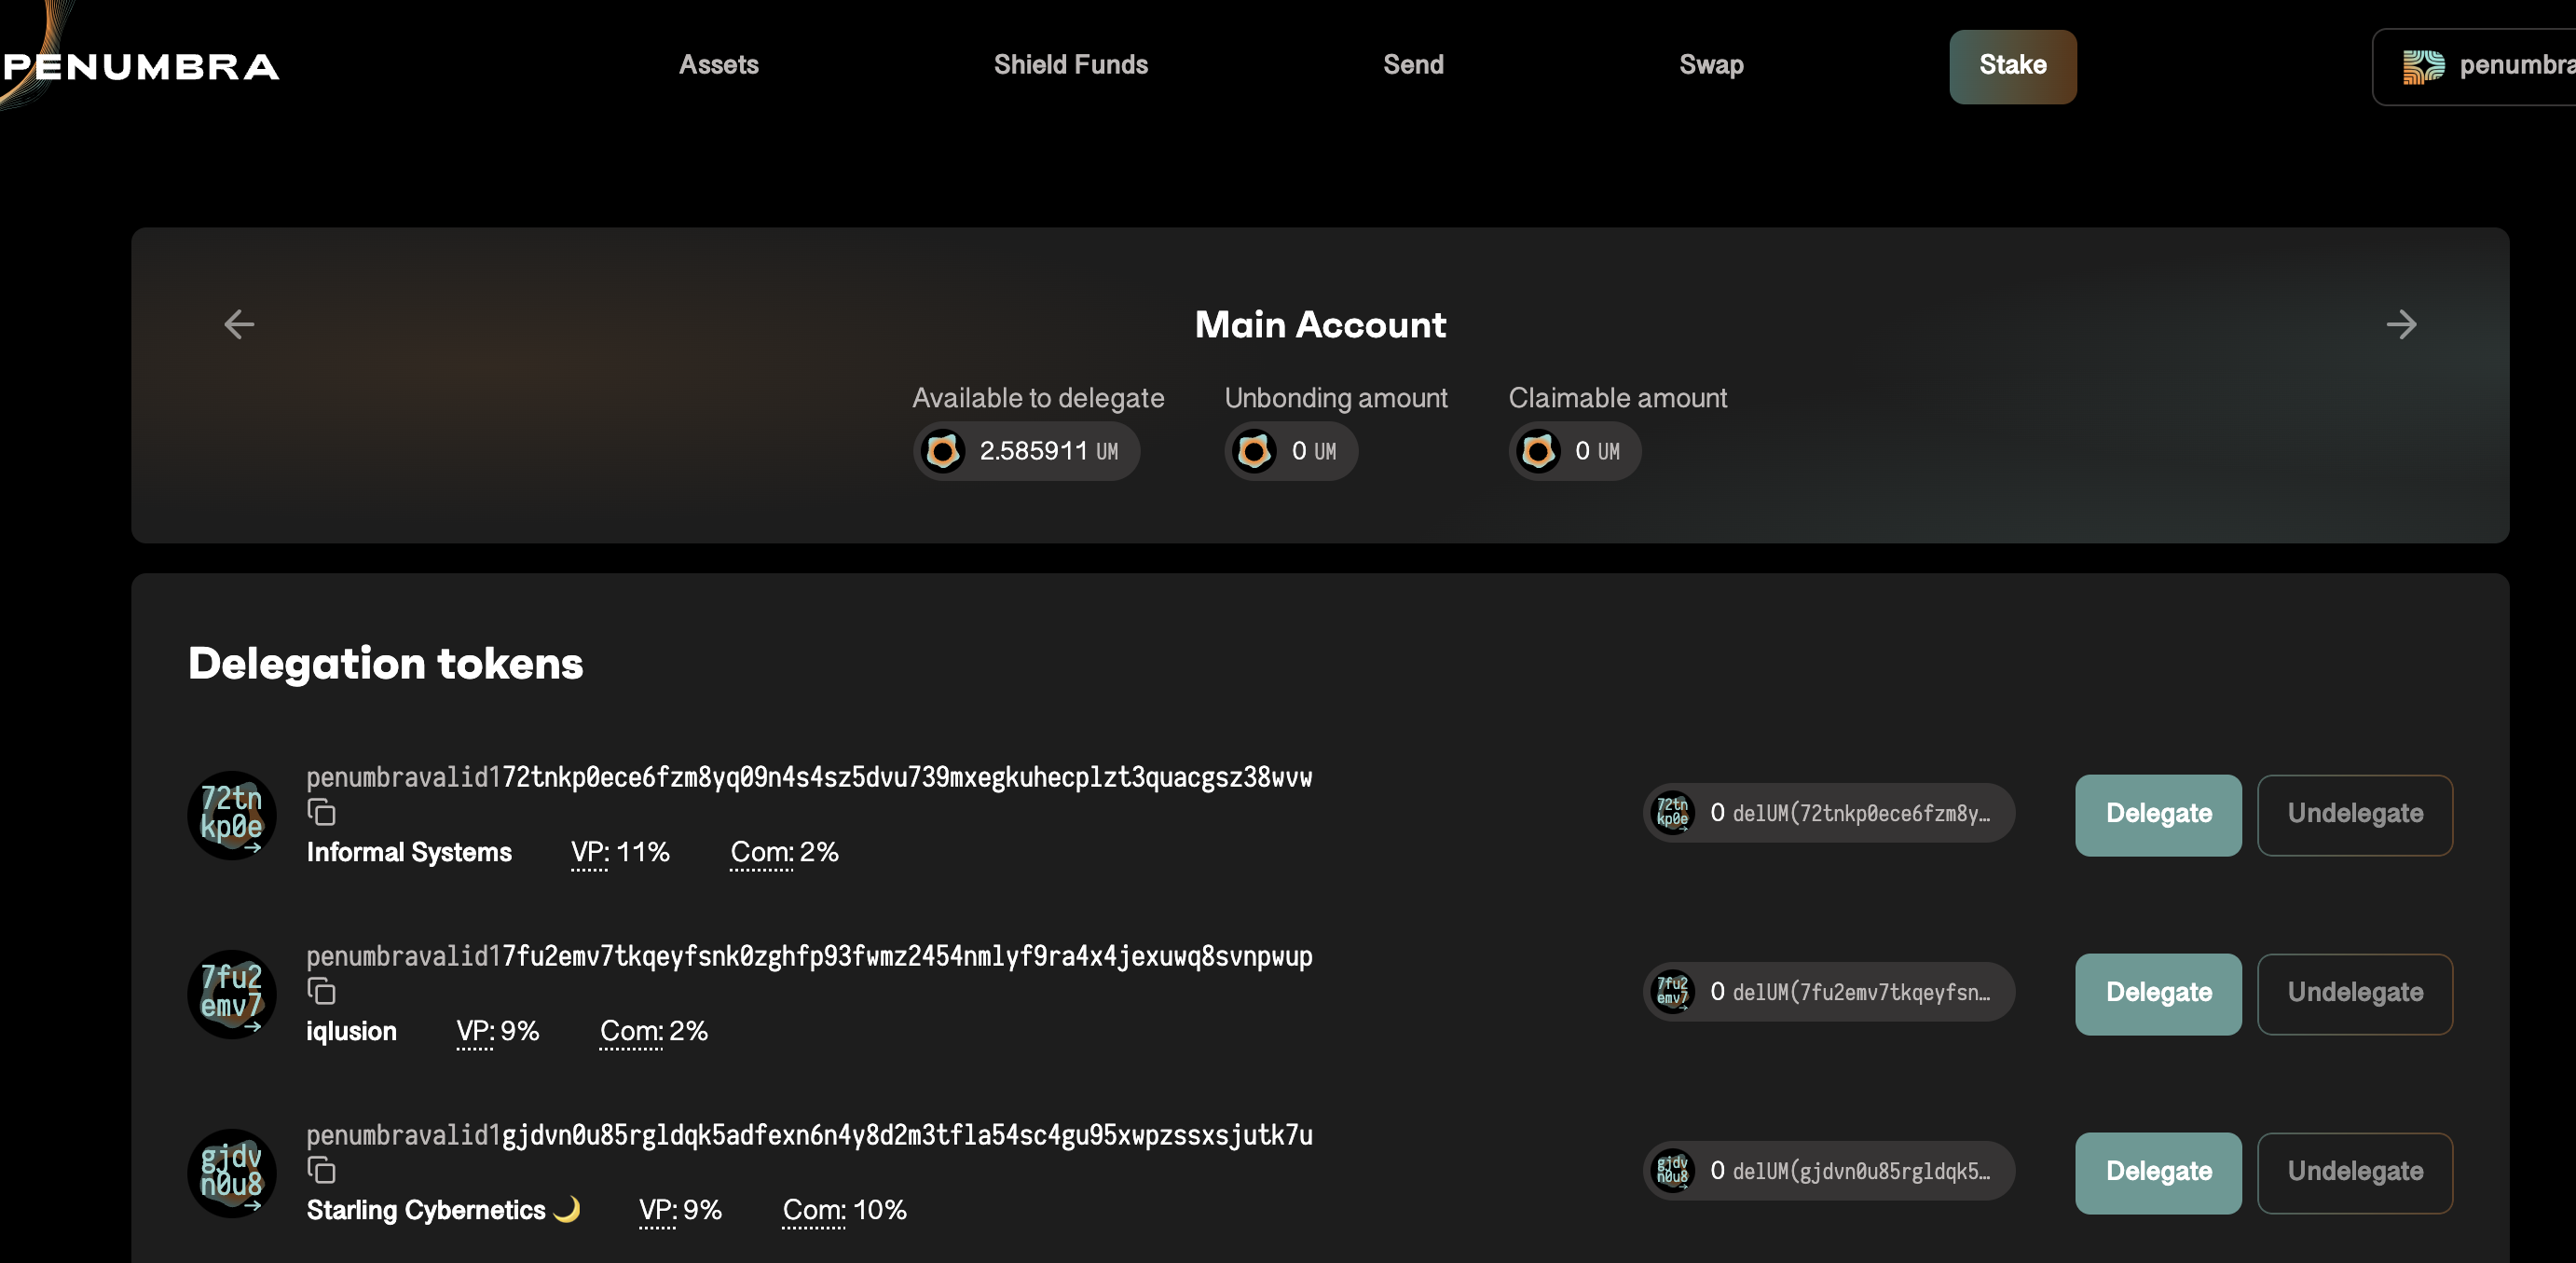 PENUMBRA
Assets
Shield Funds
Send
Swap
Stake
penumbra
Main Account
Available to delegate
Unbonding amount
Claimable amount
2.585911 UM
0 UM
0 UM
Delegation tokens
72tn
kp0e
penumbravalid172tnkp0ece6fzm8yq09n4s4sz5dvu739mxegkuhecplzt3quacgsz38wvw
Informal Systems VP: 11% Com: 2%
72tn
kp0e
0 delUM(72tnkp0ece6fzm8y…
Delegate
Undelegate
7fu2
emv7
penumbravalid17fu2emv7tkqeyfsnk0zghfp93fwmz2454nmlyf9ra4x4jexuwq8svnpwup
iqlusion VP: 9% Com: 2%
7fu2
emv7
0 delUM(7fu2emv7tkqeyfsn…
Delegate
Undelegate
gjdv
n0u8
penumbravalid1gjdvn0u85rgldqk5adfexn6n4y8d2m3tfla54sc4gu95xwpzssxsjutk7u
Starling Cybernetics 🌙 VP: 9% Com: 10%
gjdv
n0u8
0 delUM(gjdvn0u85rgldqk5…
Delegate
Undelegate